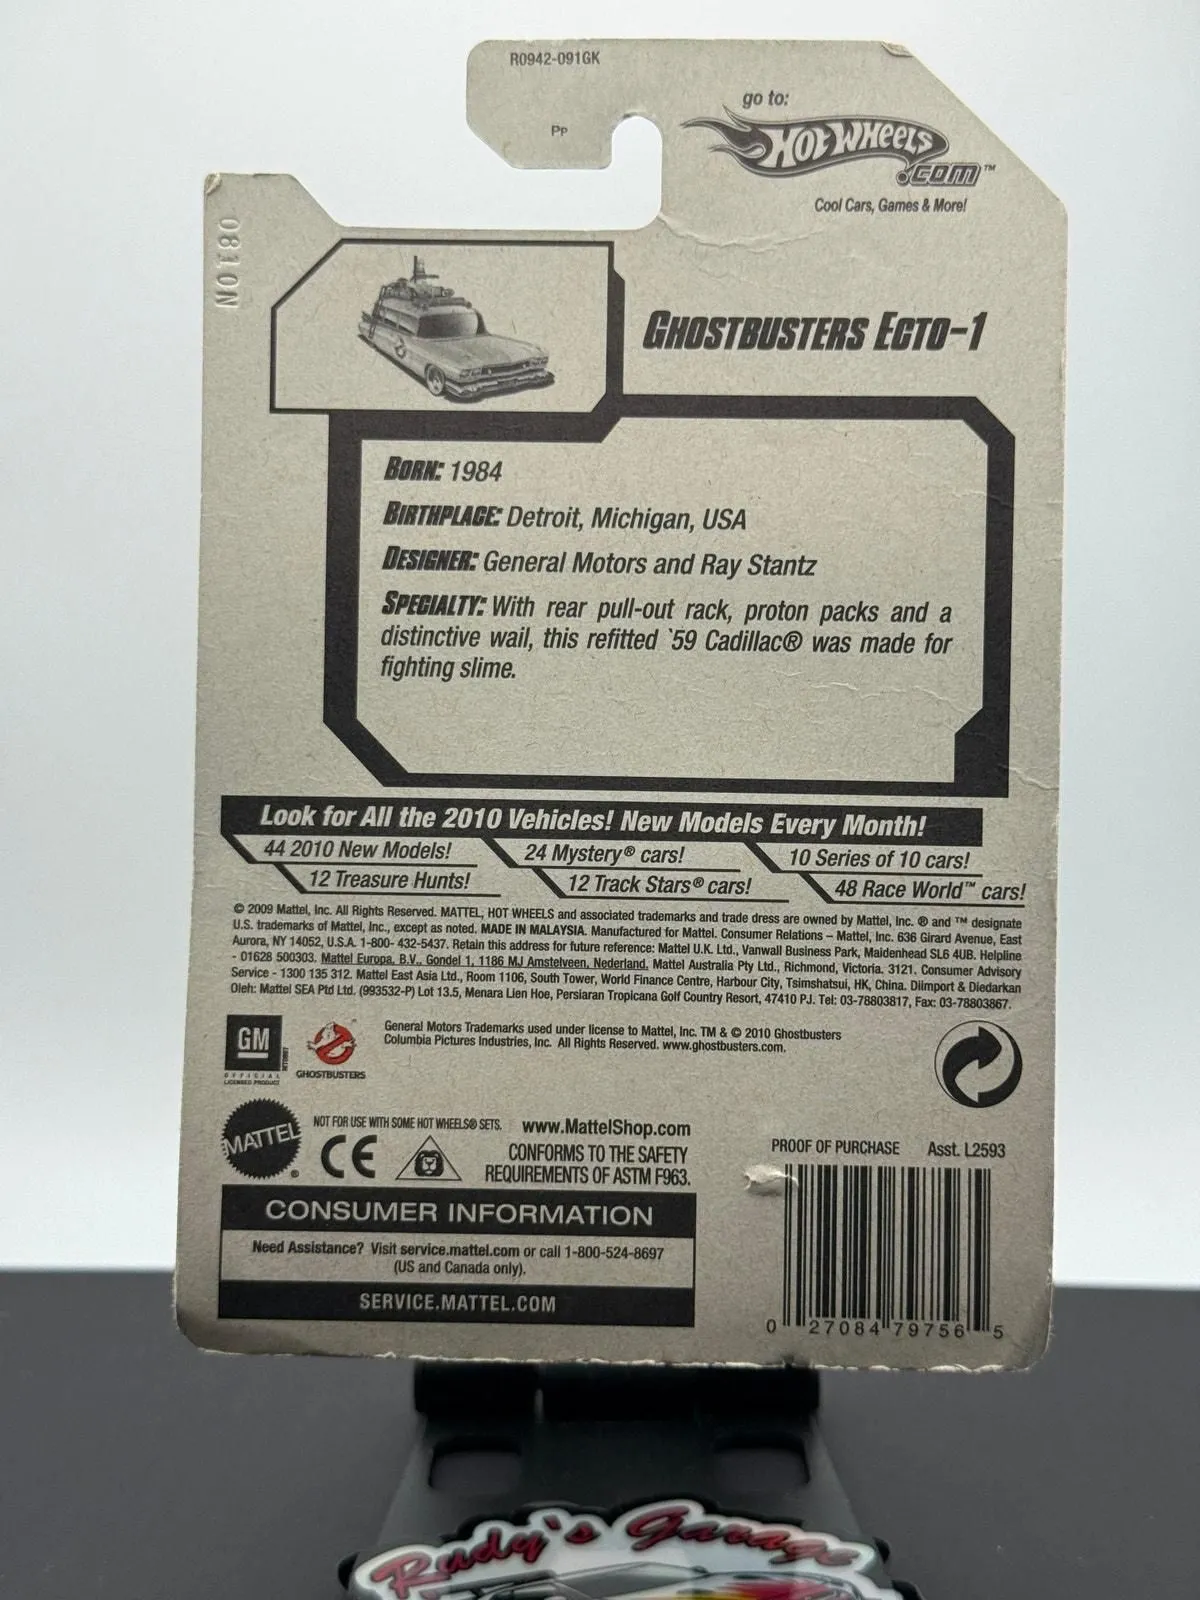 R0942-091GK
Pp
go to:
HOT WHEELS
.COM™
Cool Cars, Games & More!
0810N
GHOSTBUSTERS ECTO-1
BORN: 1984
BIRTHPLACE: Detroit, Michigan, USA
DESIGNER: General Motors and Ray Stantz
SPECIALTY: With rear pull-out rack, proton packs and a
distinctive wail, this refitted `59 Cadillac® was made for
fighting slime.
Look for All the 2010 Vehicles! New Models Every Month!
44 2010 New Models!
24 Mystery® cars!
10 Series of 10 cars!
12 Treasure Hunts!
12 Track Stars® cars!
48 Race World™ cars!
© 2009 Mattel, Inc. All Rights Reserved. MATTEL, HOT WHEELS and associated trademarks and trade dress are owned by Mattel, Inc. ® and ™ designate
U.S. trademarks of Mattel, Inc., except as noted. MADE IN MALAYSIA. Manufactured for Mattel. Consumer Relations – Mattel, Inc. 636 Girard Avenue, East
Aurora, NY 14052, U.S.A. 1-800- 432-5437. Retain this address for future reference: Mattel U.K. Ltd., Vanwall Business Park, Maidenhead SL6 4UB. Helpline
- 01628 500303. Mattel Europa, B.V., Gondel 1, 1186 MJ Amstelveen, Nederland. Mattel Australia Pty Ltd., Richmond, Victoria. 3121. Consumer Advisory
Service - 1300 135 312. Mattel East Asia Ltd., Room 1106, South Tower, World Finance Centre, Harbour City, Tsimshatsui, HK, China. Diimport & Diedarkan
Oleh: Mattel SEA Ptd Ltd. (993532-P) Lot 13.5, Menara Lien Hoe, Persiaran Tropicana Golf Country Resort, 47410 PJ. Tel: 03-78803817, Fax: 03-78803867.
GM
OFFICIAL
LICENSED PRODUCT
GHOSTBUSTERS
General Motors Trademarks used under license to Mattel, Inc. TM & © 2010 Ghostbusters
Columbia Pictures Industries, Inc. All Rights Reserved. www.ghostbusters.com.
MATTEL®
NOT FOR USE WITH SOME HOT WHEELS® SETS.
CE
www.MattelShop.com
CONFORMS TO THE SAFETY
REQUIREMENTS OF ASTM F963.
PROOF OF PURCHASE Asst. L2593
CONSUMER INFORMATION
Need Assistance? Visit service.mattel.com or call 1-800-524-8697
(US and Canada only).
SERVICE.MATTEL.COM
0 27084 79756 5
Rudy's Garage